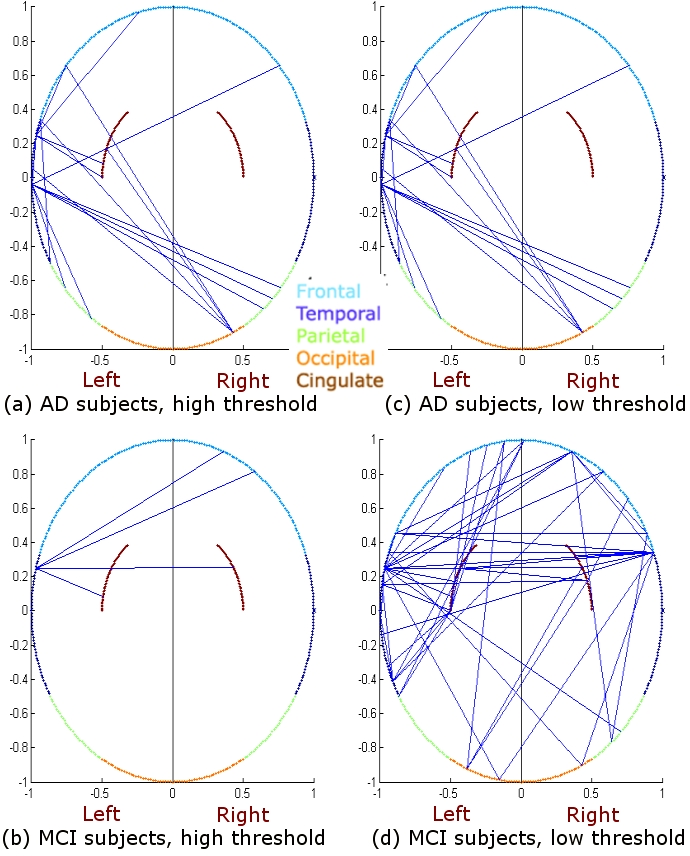 1
0.8
0.6
0.4
0.2
0
-0.2
-0.4
-0.6
-0.8
-1
-1 -0.5 0 0.5 1
Left Right
(a) AD subjects, high threshold
1
0.8
0.6
0.4
0.2
0
-0.2
-0.4
-0.6
-0.8
-1
-0.5 0 0.5 1
Left Right
(c) AD subjects, low threshold
Frontal
Temporal
Parietal
Occipital
Cingulate
1
0.8
0.6
0.4
0.2
0
-0.2
-0.4
-0.6
-0.8
-1
-1 -0.5 0 0.5 1
Left Right
(b) MCI subjects, high threshold
1
0.8
0.6
0.4
0.2
0
-0.2
-0.4
-0.6
-0.8
-1
-1 -0.5 0 0.5 1
Left Right
(d) MCI subjects, low threshold